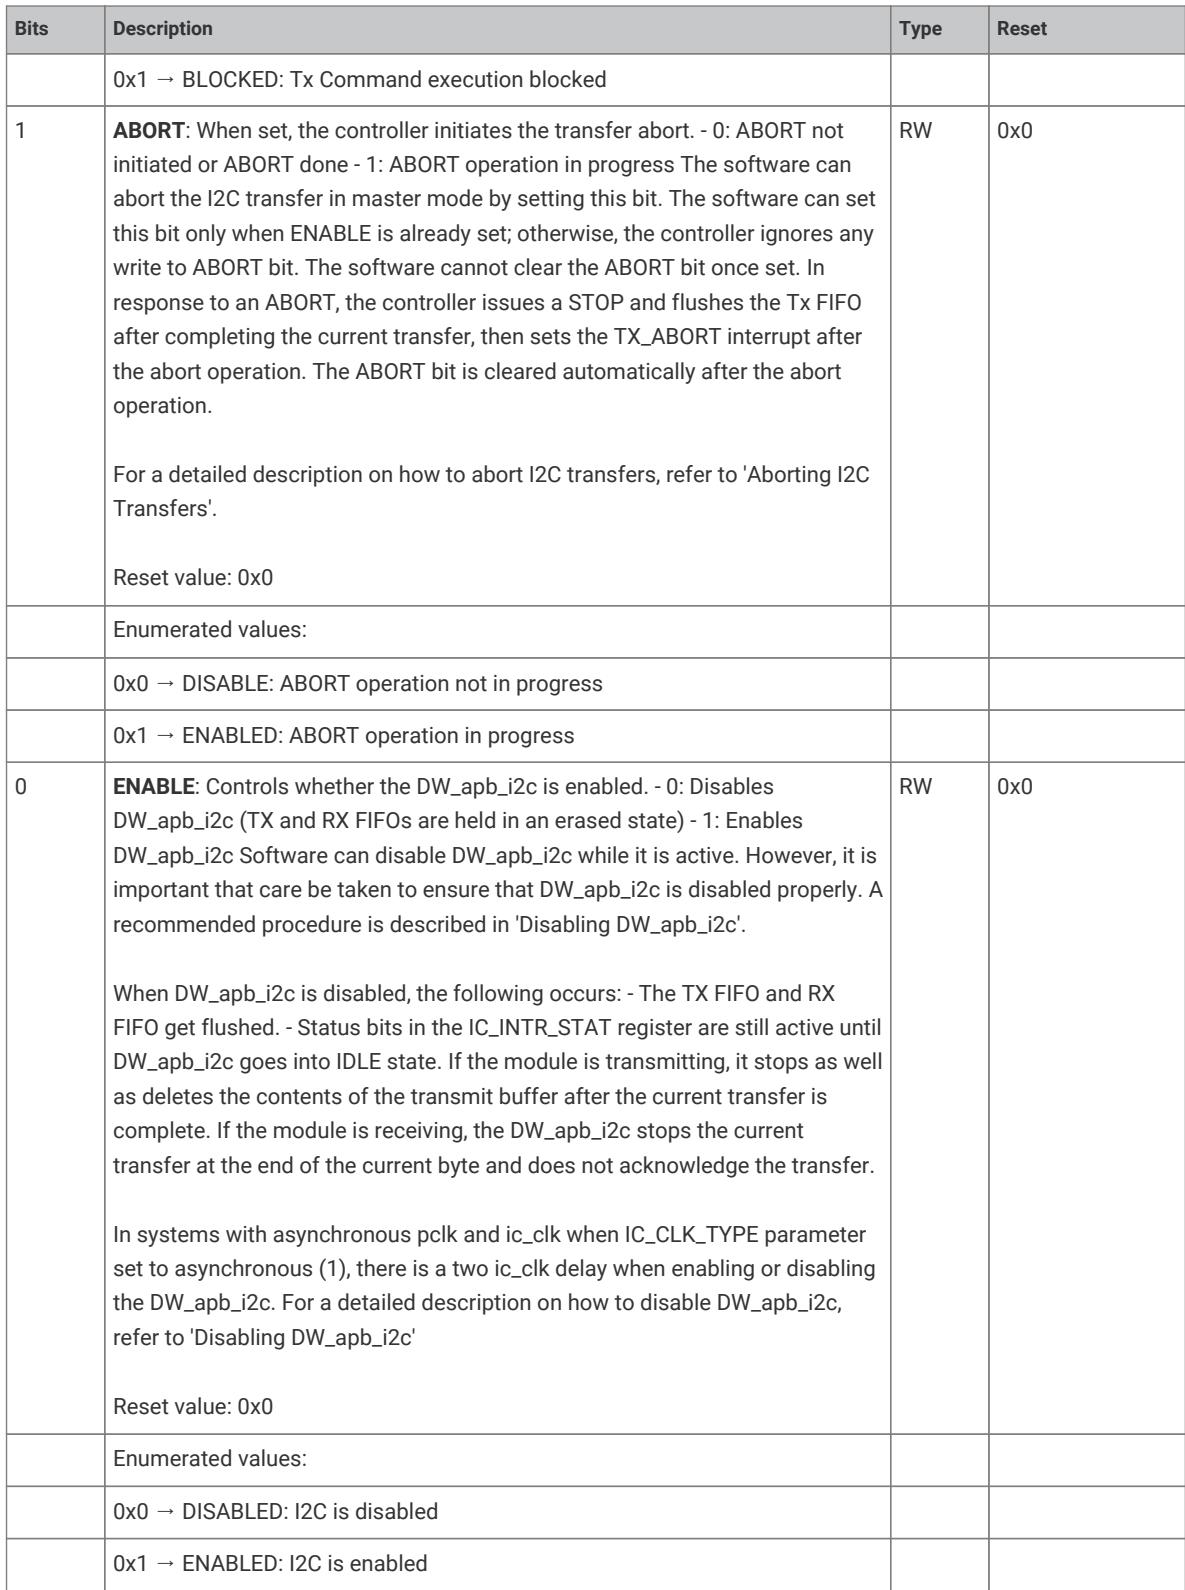 Bits Description Type Reset
0x1 → BLOCKED: Tx Command execution blocked
1 ABORT: When set, the controller initiates the transfer abort. - 0: ABORT not RW 0x0
initiated or ABORT done - 1: ABORT operation in progress The software can
abort the I2C transfer in master mode by setting this bit. The software can set
this bit only when ENABLE is already set; otherwise, the controller ignores any
write to ABORT bit. The software cannot clear the ABORT bit once set. In
response to an ABORT, the controller issues a STOP and flushes the Tx FIFO
after completing the current transfer, then sets the TX_ABORT interrupt after
the abort operation. The ABORT bit is cleared automatically after the abort
operation.
For a detailed description on how to abort I2C transfers, refer to 'Aborting I2C
Transfers'.
Reset value: 0x0
Enumerated values:
0x0 → DISABLE: ABORT operation not in progress
0x1 → ENABLED: ABORT operation in progress
0 ENABLE: Controls whether the DW_apb_i2c is enabled. - 0: Disables RW 0x0
DW_apb_i2c (TX and RX FIFOs are held in an erased state) - 1: Enables
DW_apb_i2c Software can disable DW_apb_i2c while it is active. However, it is
important that care be taken to ensure that DW_apb_i2c is disabled properly. A
recommended procedure is described in 'Disabling DW_apb_i2c'.
When DW_apb_i2c is disabled, the following occurs: - The TX FIFO and RX
FIFO get flushed. - Status bits in the IC_INTR_STAT register are still active until
DW_apb_i2c goes into IDLE state. If the module is transmitting, it stops as well
as deletes the contents of the transmit buffer after the current transfer is
complete. If the module is receiving, the DW_apb_i2c stops the current
transfer at the end of the current byte and does not acknowledge the transfer.
In systems with asynchronous pclk and ic_clk when IC_CLK_TYPE parameter
set to asynchronous (1), there is a two ic_clk delay when enabling or disabling
the DW_apb_i2c. For a detailed description on how to disable DW_apb_i2c,
refer to 'Disabling DW_apb_i2c'
Reset value: 0x0
Enumerated values:
0x0 → DISABLED: I2C is disabled
0x1 → ENABLED: I2C is enabled